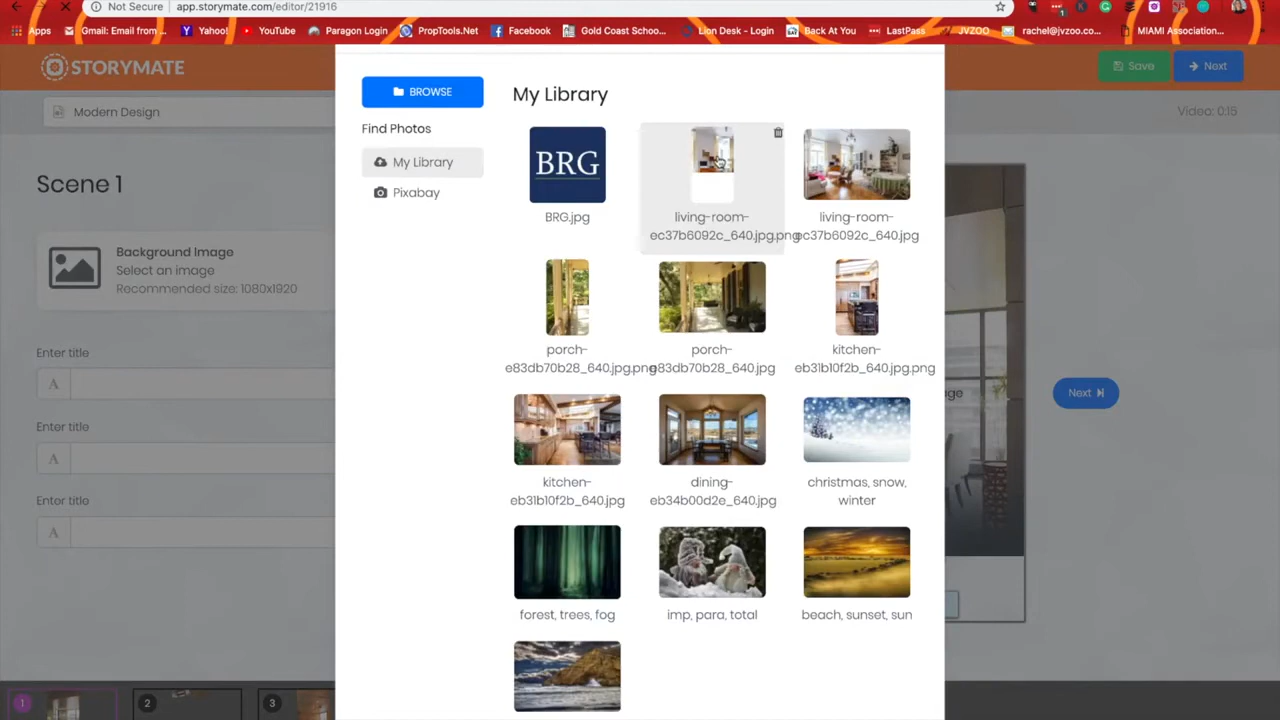 Not Secure
app.storymate.com/editor/21916
Apps
Gmail: Email from ...
Yahoo!
YouTube
Paragon Login
PropTools.Net
Facebook
Gold Coast Schoo...
Lion Desk - Login
Back At You
LastPass
JVZOO
rachel@jvzoo.co...
MIAMI Association...
STORYMATE
Save
Next
Modern Design
Video: 0:15
BROWSE
Find Photos
My Library
Pixabay
My Library
BRG
BRG.jpg
living-room-
ec37b6092c_640.jpg.png
living-room-
ec37b6092c_640.jpg
porch-
e83db70b28_640.jpg.png
porch-
e83db70b28_640.jpg
kitchen-
eb31b10f2b_640.jpg.png
kitchen-
eb31b10f2b_640.jpg
dining-
eb34b00d2e_640.jpg
christmas, snow,
winter
forest, trees, fog
imp, para, total
beach, sunset, sun
Scene 1
Background Image
Select an image
Recommended size: 1080x1920
Enter title
A
Enter title
A
Enter title
A
Next
1
2
3